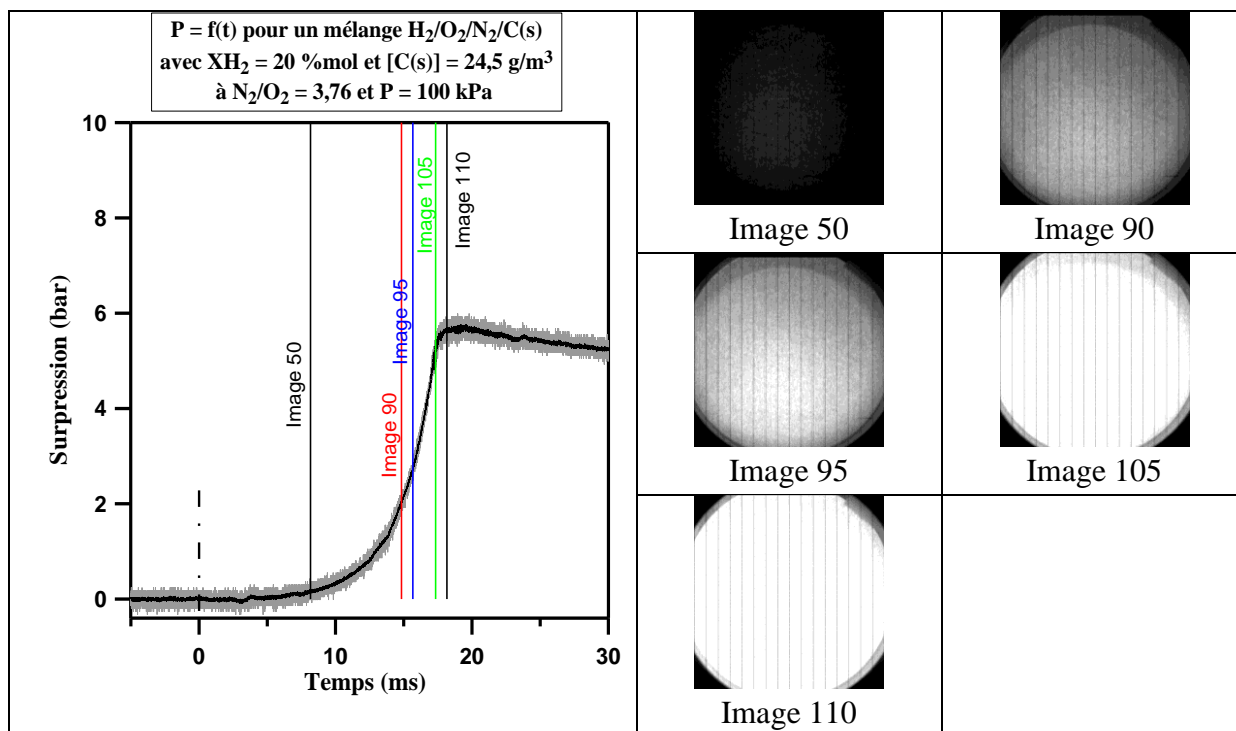 P = f(t) pour un mélange H₂/O₂/N₂/C(s)
avec XH₂ = 20 %mol et [C(s)] = 24,5 g/m³
à N₂/O₂ = 3,76 et P = 100 kPa
Surpression (bar)
10
8
6
4
2
0
Image 50
Image 90
Image 95
Image 105
Image 110
0
10
20
30
Temps (ms)
Image 50
Image 90
Image 95
Image 105
Image 110